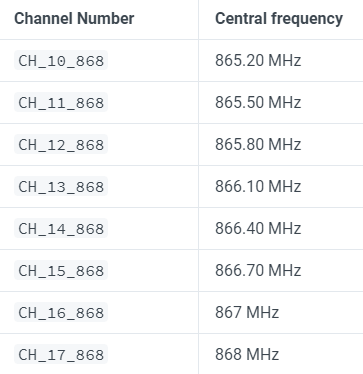 Channel Number Central frequency
CH_10_868 865.20 MHz
CH_11_868 865.50 MHz
CH_12_868 865.80 MHz
CH_13_868 866.10 MHz
CH_14_868 866.40 MHz
CH_15_868 866.70 MHz
CH_16_868 867 MHz
CH_17_868 868 MHz